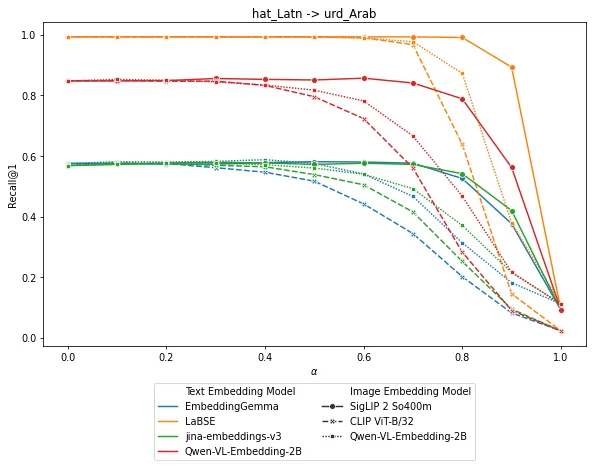 hat_Latn -> urd_Arab
1.0
0.8
0.6
0.4
0.2
0.0
Recall@1
0.0 0.2 0.4 0.6 0.8 1.0
α
Text Embedding Model
EmbeddingGemma
LaBSE
jina-embeddings-v3
Qwen-VL-Embedding-2B
Image Embedding Model
SigLIP 2 So400m
CLIP ViT-B/32
Qwen-VL-Embedding-2B